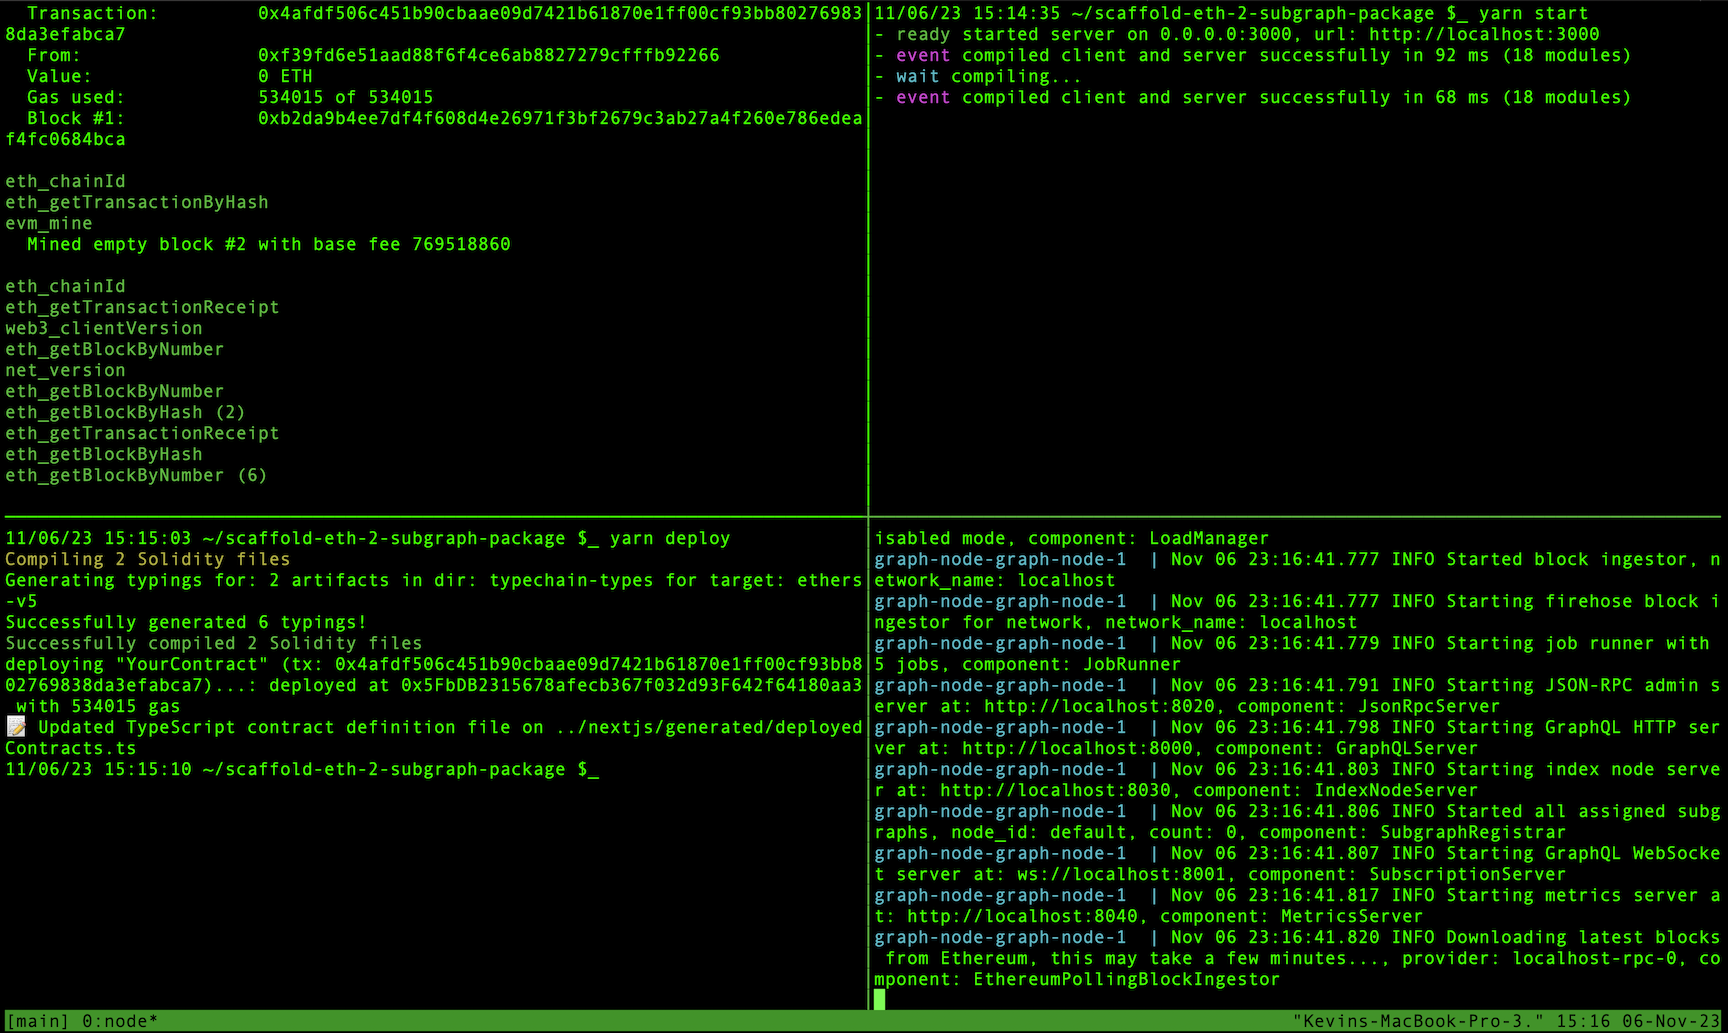 Transaction:         0x4afdf506c451b90cbaae09d7421b61870e1ff00cf93bb80276983
8da3efabca7
  From:                0xf39fd6e51aad88f6f4ce6ab8827279cfffb92266
  Value:               0 ETH
  Gas used:            534015 of 534015
  Block #1:            0xb2da9b4ee7df4f608d4e26971f3bf2679c3ab27a4f260e786edea
f4fc0684bca

eth_chainId
eth_getTransactionByHash
evm_mine
  Mined empty block #2 with base fee 769518860

eth_chainId
eth_getTransactionReceipt
web3_clientVersion
eth_getBlockByNumber
net_version
eth_getBlockByNumber
eth_getBlockByHash (2)
eth_getTransactionReceipt
eth_getBlockByHash
eth_getBlockByNumber (6)

11/06/23 15:14:35 ~/scaffold-eth-2-subgraph-package $_ yarn start
- ready started server on 0.0.0.0:3000, url: http://localhost:3000
- event compiled client and server successfully in 92 ms (18 modules)
- wait compiling...
- event compiled client and server successfully in 68 ms (18 modules)

11/06/23 15:15:03 ~/scaffold-eth-2-subgraph-package $_ yarn deploy
Compiling 2 Solidity files
Generating typings for: 2 artifacts in dir: typechain-types for target: ethers
-v5
Successfully generated 6 typings!
Successfully compiled 2 Solidity files
deploying "YourContract" (tx: 0x4afdf506c451b90cbaae09d7421b61870e1ff00cf93bb8
02769838da3efabca7)...: deployed at 0x5FbDB2315678afecb367f032d93F642f64180aa3
 with 534015 gas
📝 Updated TypeScript contract definition file on ../nextjs/generated/deployed
Contracts.ts
11/06/23 15:15:10 ~/scaffold-eth-2-subgraph-package $_

isabled mode, component: LoadManager
graph-node-graph-node-1  | Nov 06 23:16:41.777 INFO Started block ingestor, n
etwork_name: localhost
graph-node-graph-node-1  | Nov 06 23:16:41.777 INFO Starting firehose block i
ngestor for network, network_name: localhost
graph-node-graph-node-1  | Nov 06 23:16:41.779 INFO Starting job runner with
5 jobs, component: JobRunner
graph-node-graph-node-1  | Nov 06 23:16:41.791 INFO Starting JSON-RPC admin s
erver at: http://localhost:8020, component: JsonRpcServer
graph-node-graph-node-1  | Nov 06 23:16:41.798 INFO Starting GraphQL HTTP ser
ver at: http://localhost:8000, component: GraphQLServer
graph-node-graph-node-1  | Nov 06 23:16:41.803 INFO Starting index node serve
r at: http://localhost:8030, component: IndexNodeServer
graph-node-graph-node-1  | Nov 06 23:16:41.806 INFO Started all assigned subg
raphs, node_id: default, count: 0, component: SubgraphRegistrar
graph-node-graph-node-1  | Nov 06 23:16:41.807 INFO Starting GraphQL WebSocke
t server at: ws://localhost:8001, component: SubscriptionServer
graph-node-graph-node-1  | Nov 06 23:16:41.817 INFO Starting metrics server a
t: http://localhost:8040, component: MetricsServer
graph-node-graph-node-1  | Nov 06 23:16:41.820 INFO Downloading latest blocks
 from Ethereum, this may take a few minutes..., provider: localhost-rpc-0, co
mponent: EthereumPollingBlockIngestor

[main] 0:node*    "Kevins-MacBook-Pro-3." 15:16 06-Nov-23